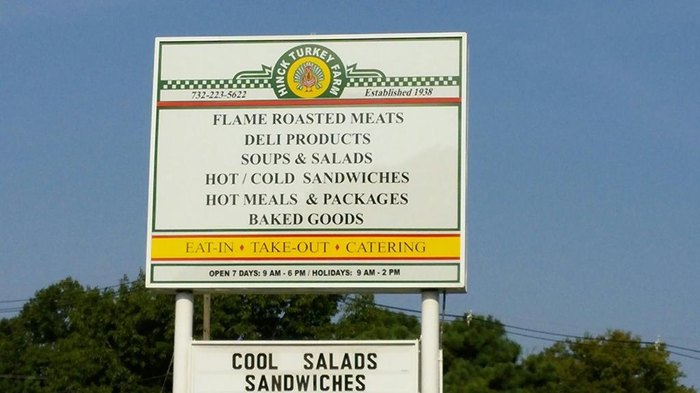 HINCK TURKEY FARM
732-223-5622
Established 1938
FLAME ROASTED MEATS
DELI PRODUCTS
SOUPS & SALADS
HOT / COLD SANDWICHES
HOT MEALS & PACKAGES
BAKED GOODS
EAT-IN ♦ TAKE-OUT ♦ CATERING
OPEN 7 DAYS: 9 AM - 6 PM / HOLIDAYS: 9 AM - 2 PM
COOL SALADS
SANDWICHES